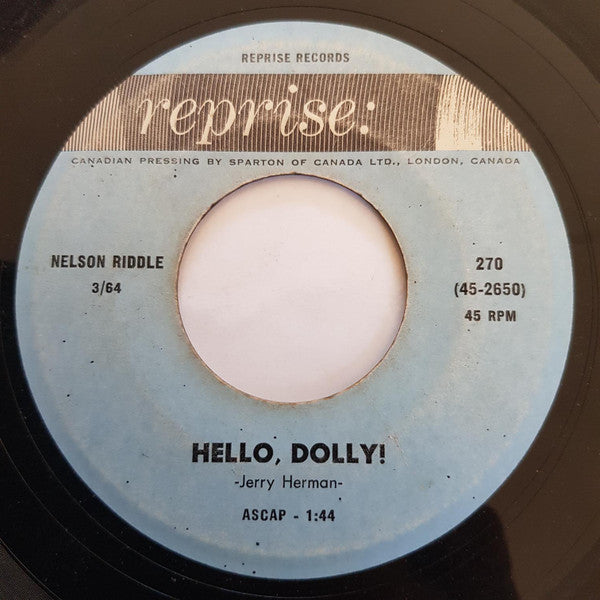 REPRISE RECORDS
reprise:
CANADIAN PRESSING BY SPARTON OF CANADA LTD., LONDON, CANADA
NELSON RIDDLE
3/64
270
(45-2650)
45 RPM
HELLO, DOLLY!
-Jerry Herman-
ASCAP - 1:44